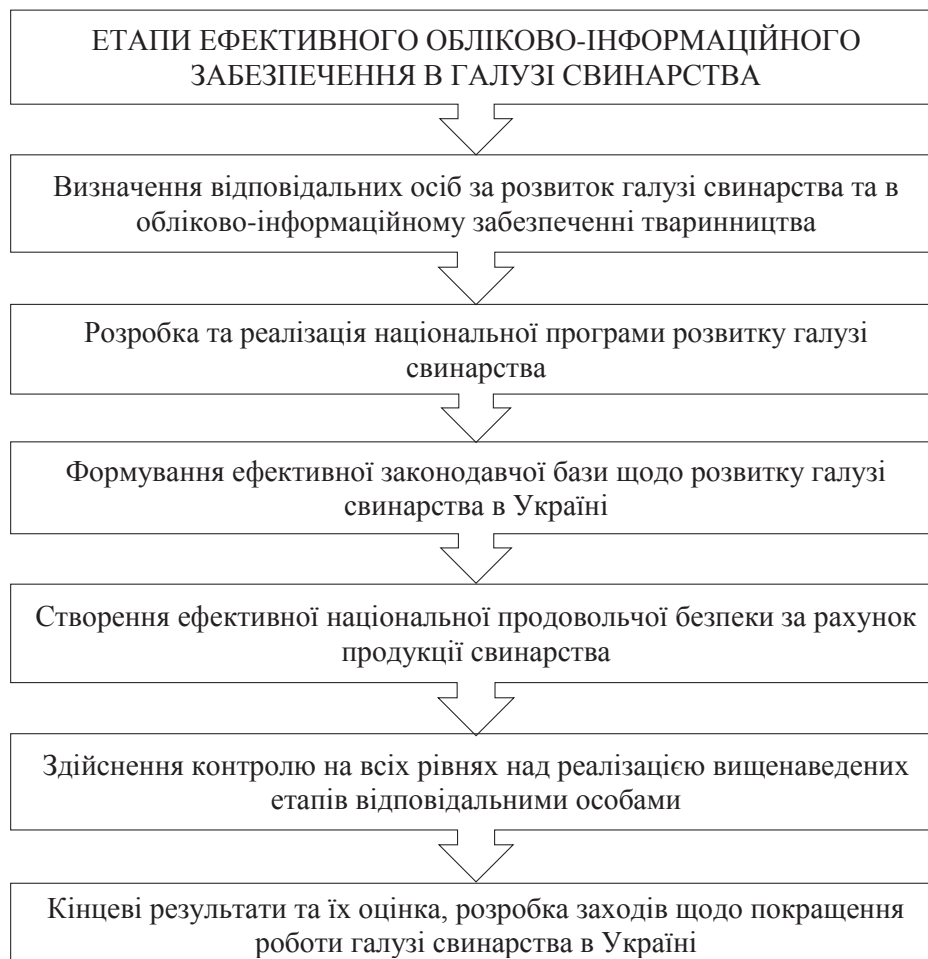 ЕТАПИ ЕФЕКТИВНОГО ОБЛІКОВО-ІНФОРМАЦІЙНОГО
ЗАБЕЗПЕЧЕННЯ В ГАЛУЗІ СВИНАРСТВА
Визначення відповідальних осіб за розвиток галузі свинарства та в
обліково-інформаційному забезпеченні тваринництва
Розробка та реалізація національної програми розвитку галузі
свинарства
Формування ефективної законодавчої бази щодо розвитку галузі
свинарства в Україні
Створення ефективної національної продовольчої безпеки за рахунок
продукції свинарства
Здійснення контролю на всіх рівнях над реалізацією вищенаведених
етапів відповідальними особами
Кінцеві результати та їх оцінка, розробка заходів щодо покращення
роботи галузі свинарства в Україні